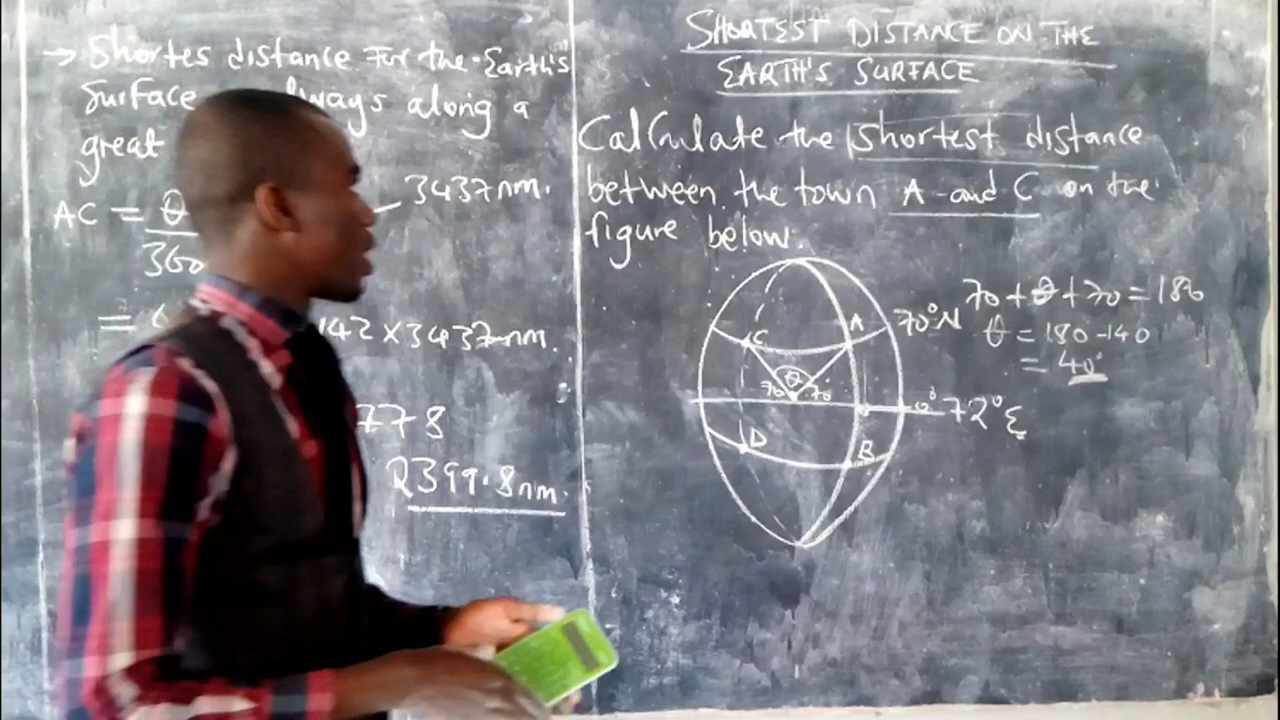 → Shortes distance for the Earth's
Surface always along a
great
AC = θ 3437nm.
360
= 142 x 3437nm.
778
2399.8nm.
SHORTEST DISTANCE ON THE
EARTH'S SURFACE
Calculate the shortest distance
between the town A and C on the
figure below.
70 + θ + 70 = 180
θ = 180 - 140
= 40°
C A 70°N
θ
70 70
0° 72°E
D B